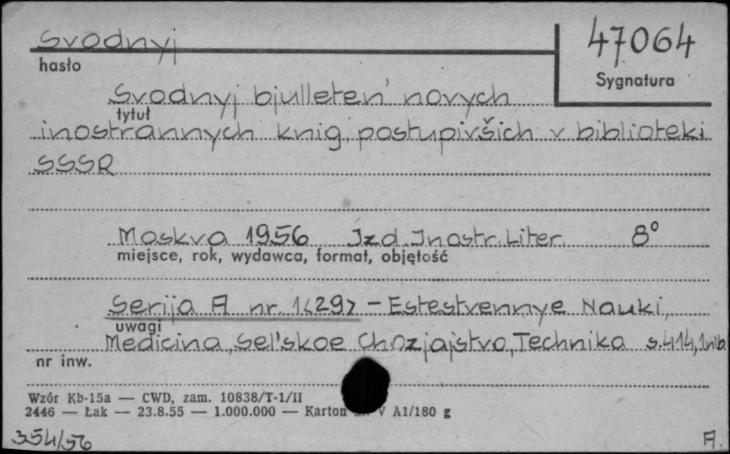 Svodnyj
47064
hasło
Sygnatura
Svodnyj bjulleten' novych
tytuł
inostrannych knig, postupivšich v biblioteki
SSSR
Moskva 1956 Izd. Inostr. Liter. 8°
miejsce, rok, wydawca, format, objętość
Serija A nr. 1(29) - Estestvennye Nauki,
uwagi
Medicina, Sel'skoe Chozjajstvo, Technika s. 414, 1nlb
nr inw.
Wzór Kb-15a — CWD, zam. 10838/T-1/II
2446 — Łak — 23.8.55 — 1.000.000 — Karton V A1/180 g
354/56
A.